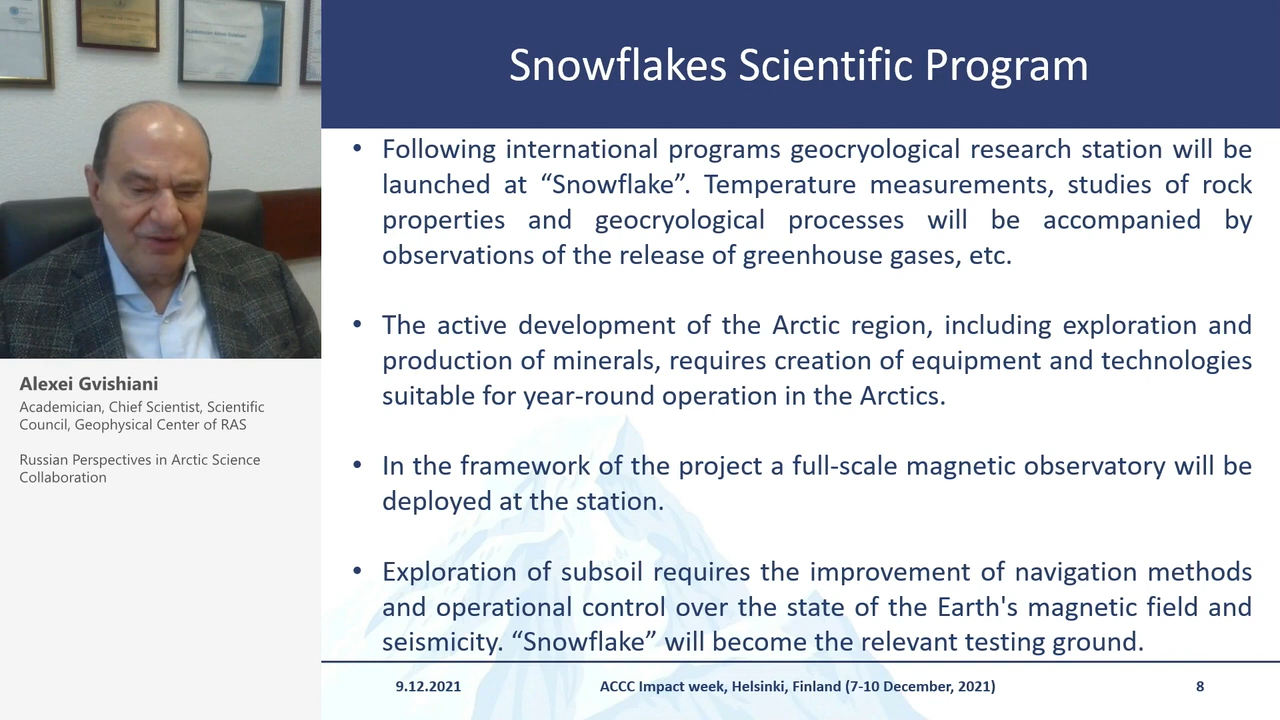 Academician Alexei Gvishiani
Snowflakes Scientific Program
• Following international programs geocryological research station will be
launched at “Snowflake”. Temperature measurements, studies of rock
properties and geocryological processes will be accompanied by
observations of the release of greenhouse gases, etc.
• The active development of the Arctic region, including exploration and
production of minerals, requires creation of equipment and technologies
suitable for year-round operation in the Arctics.
• In the framework of the project a full-scale magnetic observatory will be
deployed at the station.
• Exploration of subsoil requires the improvement of navigation methods
and operational control over the state of the Earth's magnetic field and
seismicity. “Snowflake” will become the relevant testing ground.
Alexei Gvishiani
Academician, Chief Scientist, Scientific
Council, Geophysical Center of RAS
Russian Perspectives in Arctic Science
Collaboration
9.12.2021
ACCC Impact week, Helsinki, Finland (7-10 December, 2021)
8